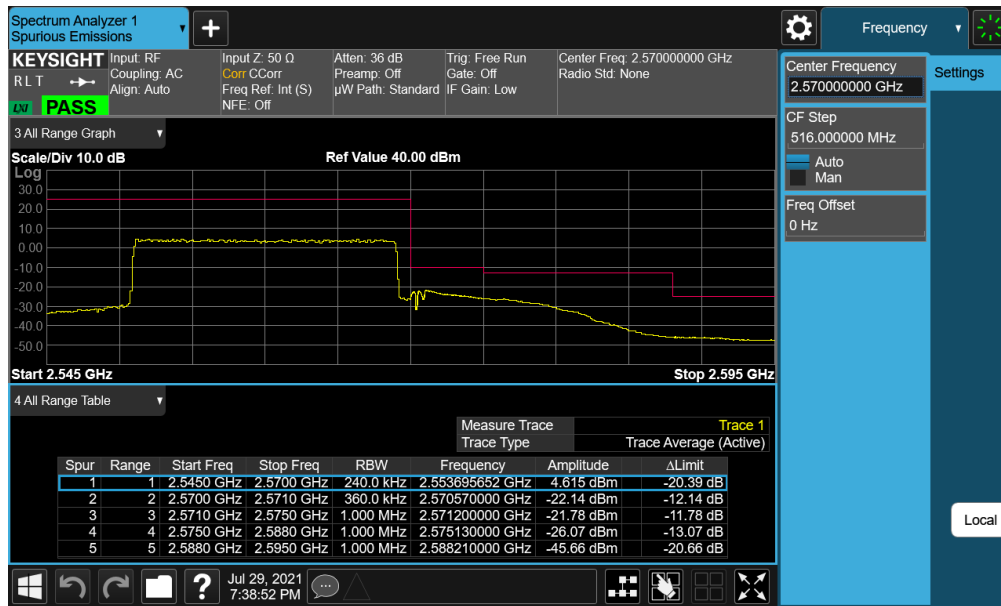 Spectrum Analyzer 1
Spurious Emissions
Frequency
KEYSIGHT
Input: RF
Coupling: AC
Align: Auto
Input Z: 50 Ω
Corr CCorr
Freq Ref: Int (S)
NFE: Off
Atten: 36 dB
Preamp: Off
µW Path: Standard
Trig: Free Run
Gate: Off
IF Gain: Low
Center Freq: 2.570000000 GHz
Radio Std: None
R L T
LXI
PASS
Center Frequency
2.570000000 GHz
Settings
CF Step
516.000000 MHz
Auto
Man
Freq Offset
0 Hz
3 All Range Graph
Scale/Div 10.0 dB
Ref Value 40.00 dBm
Log
30.0
20.0
10.0
0.00
-10.0
-20.0
-30.0
-40.0
-50.0
Start 2.545 GHz
Stop 2.595 GHz
4 All Range Table
Measure Trace Trace 1
Trace Type Trace Average (Active)
Spur Range Start Freq Stop Freq RBW Frequency Amplitude ΔLimit
1 1 2.5450 GHz 2.5700 GHz 240.0 kHz 2.553695652 GHz 4.615 dBm -20.39 dB
2 2 2.5700 GHz 2.5710 GHz 360.0 kHz 2.570570000 GHz -22.14 dBm -12.14 dB
3 3 2.5710 GHz 2.5750 GHz 1.000 MHz 2.571200000 GHz -21.78 dBm -11.78 dB
4 4 2.5750 GHz 2.5880 GHz 1.000 MHz 2.575130000 GHz -26.07 dBm -13.07 dB
5 5 2.5880 GHz 2.5950 GHz 1.000 MHz 2.588210000 GHz -45.66 dBm -20.66 dB
Local
Jul 29, 2021
7:38:52 PM